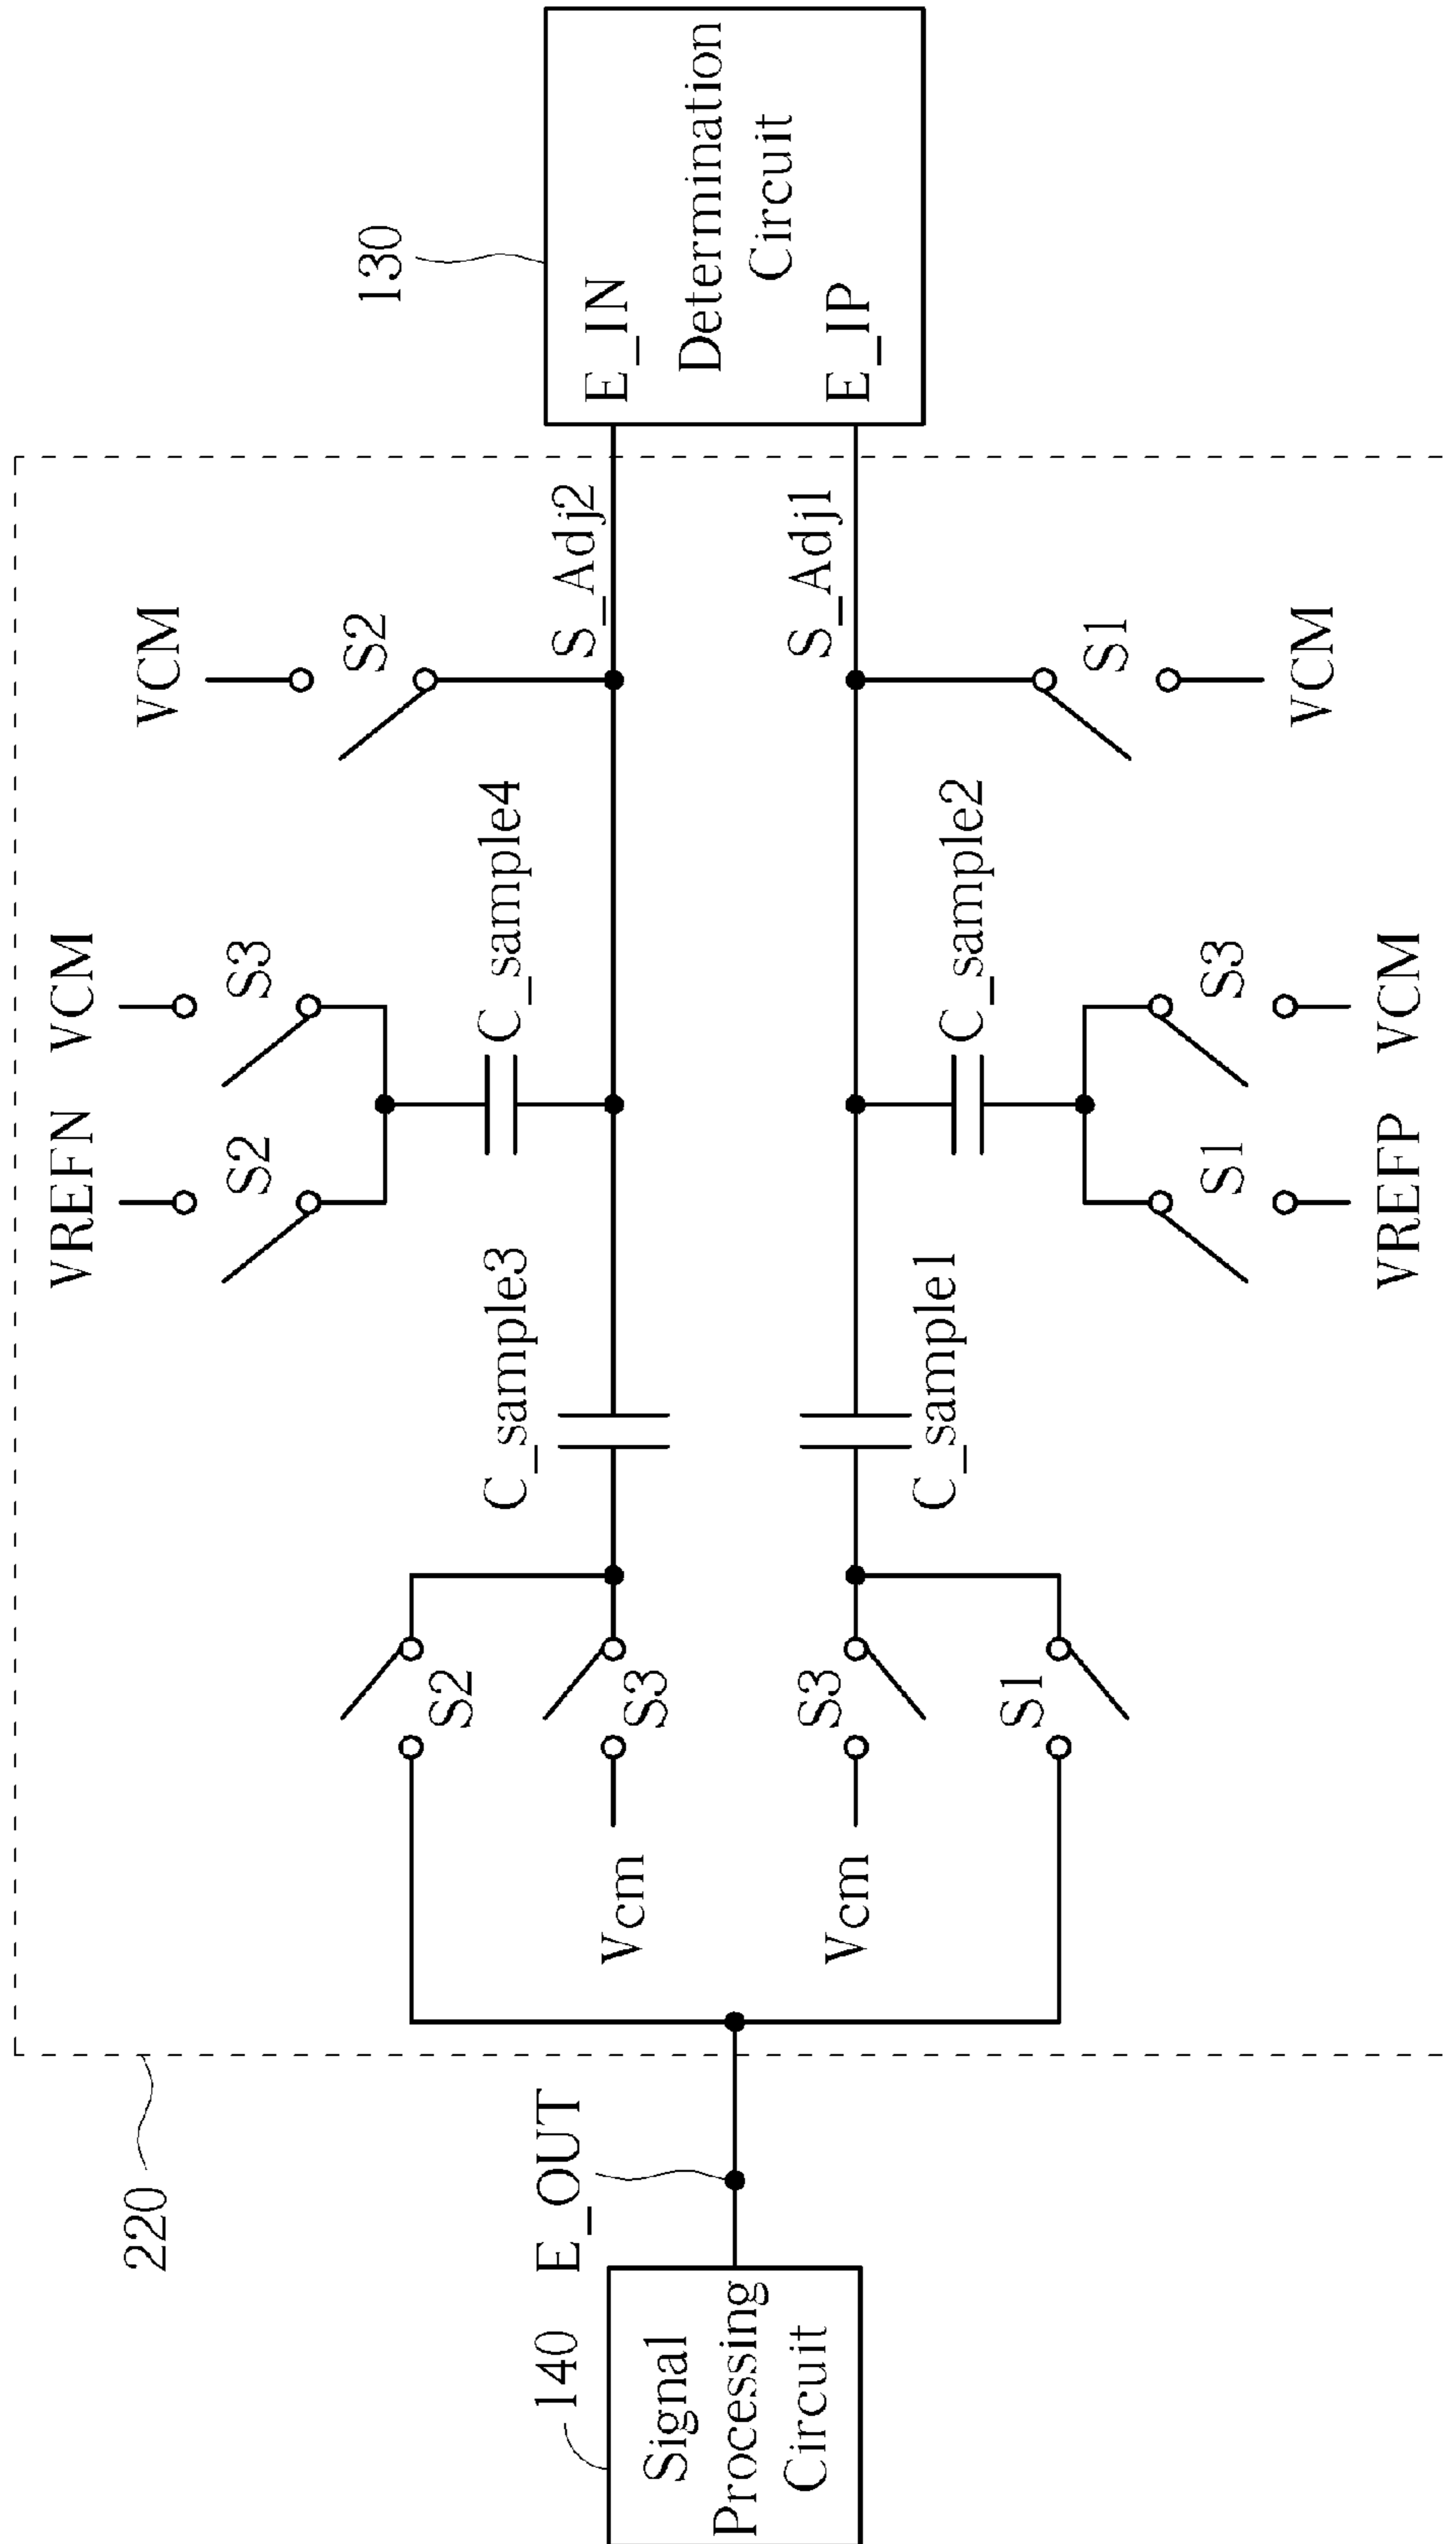 220
VREFN
VCM
VCM
S2
S3
S2
C_sample3
C_sample4
S_Adj2
S2
S3
Vcm
140
E_OUT
Signal
Processing
Circuit
130
E_IN
Determination
Circuit
E_IP
Vcm
S3
S1
C_sample1
C_sample2
S_Adj1
S1
S3
S1
VREFP
VCM
VCM